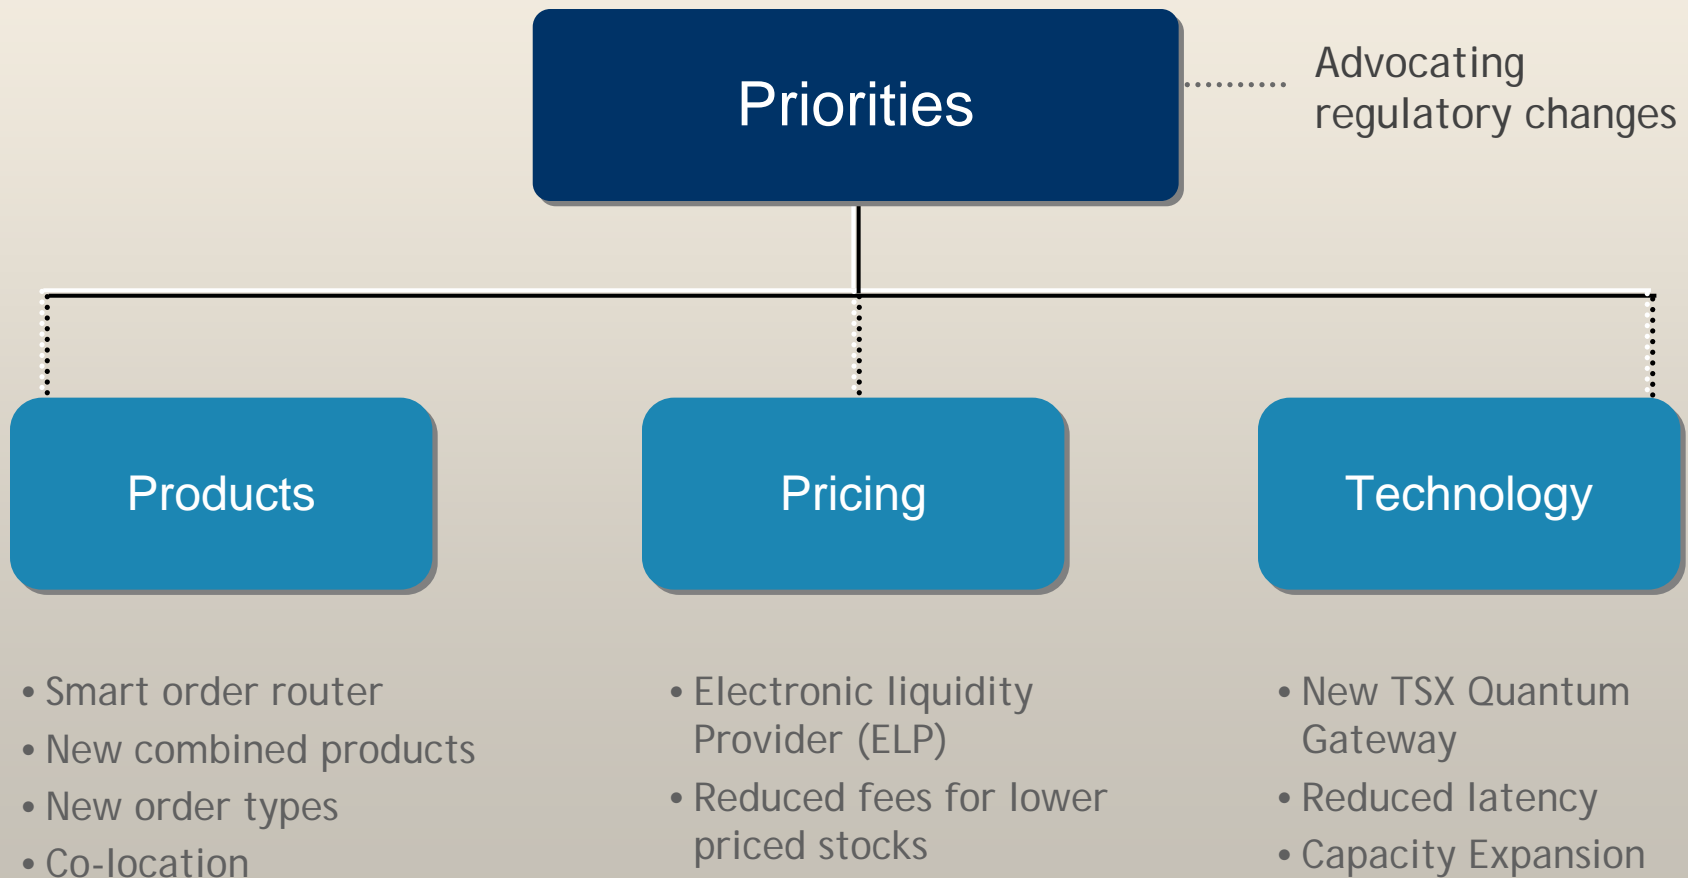 Priorities
Advocating
regulatory changes
Products
Pricing
Technology
• Smart order router
• New combined products
• New order types
• Co-location
• Electronic liquidity
Provider (ELP)
• Reduced fees for lower
priced stocks
• New TSX Quantum
Gateway
• Reduced latency
• Capacity Expansion